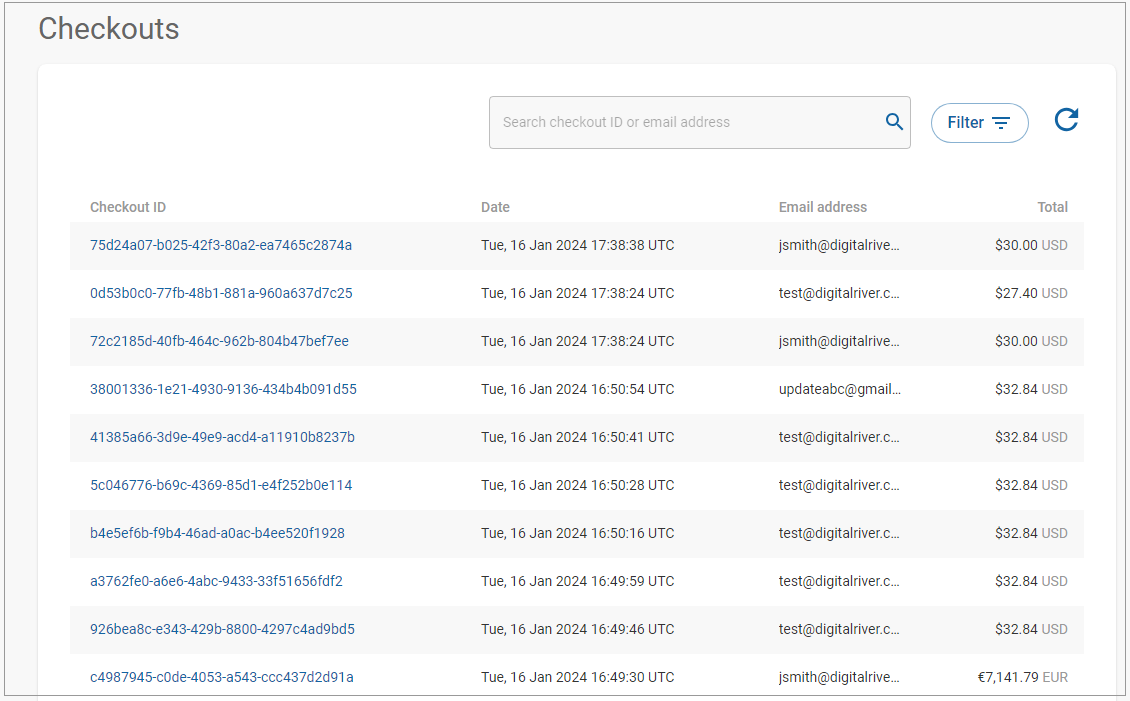 Checkouts
Search checkout ID or email address
Filter
Checkout ID Date Email address Total
75d24a07-b025-42f3-80a2-ea7465c2874a Tue, 16 Jan 2024 17:38:38 UTC jsmith@digitalrive... $30.00 USD
0d53b0c0-77fb-48b1-881a-960a637d7c25 Tue, 16 Jan 2024 17:38:24 UTC test@digitalriver.c... $27.40 USD
72c2185d-40fb-464c-962b-804b47bef7ee Tue, 16 Jan 2024 17:38:24 UTC jsmith@digitalrive... $30.00 USD
38001336-1e21-4930-9136-434b4b091d55 Tue, 16 Jan 2024 16:50:54 UTC updateabc@gmail... $32.84 USD
41385a66-3d9e-49e9-acd4-a11910b8237b Tue, 16 Jan 2024 16:50:41 UTC test@digitalriver.c... $32.84 USD
5c046776-b69c-4369-85d1-e4f252b0e114 Tue, 16 Jan 2024 16:50:28 UTC test@digitalriver.c... $32.84 USD
b4e5ef6b-f9b4-46ad-a0ac-b4ee520f1928 Tue, 16 Jan 2024 16:50:16 UTC test@digitalriver.c... $32.84 USD
a3762fe0-a6e6-4abc-9433-33f51656fdf2 Tue, 16 Jan 2024 16:49:59 UTC test@digitalriver.c... $32.84 USD
926bea8c-e343-429b-8800-4297c4ad9bd5 Tue, 16 Jan 2024 16:49:46 UTC test@digitalriver.c... $32.84 USD
c4987945-c0de-4053-a543-ccc437d2d91a Tue, 16 Jan 2024 16:49:30 UTC jsmith@digitalrive... €7,141.79 EUR